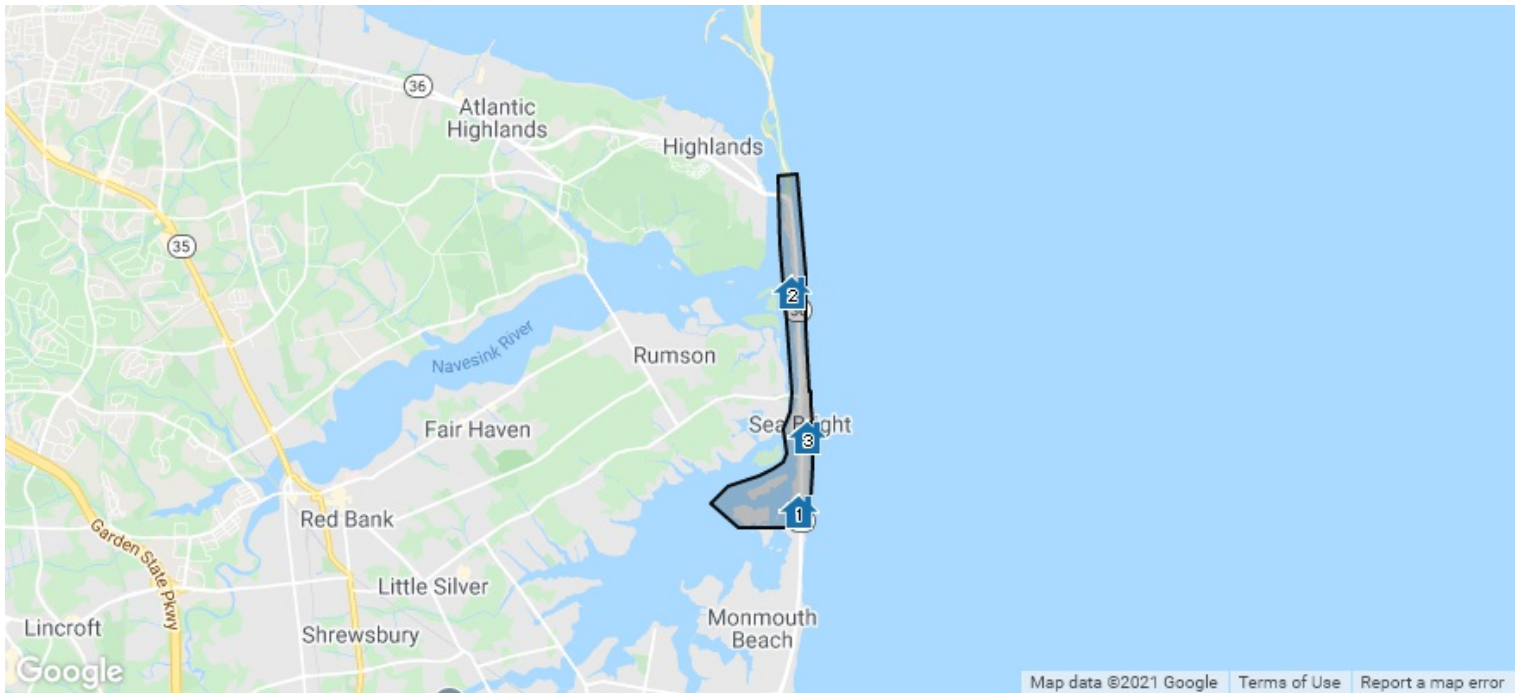 36
Atlantic
Highlands
Highlands
35
2
Navesink River
Rumson
Sea Bright
Fair Haven
3
1
Red Bank
Garden State Pkwy
Little Silver
Monmouth
Beach
Lincroft
Shrewsbury
Google
Map data ©2021 Google
Terms of Use
Report a map error